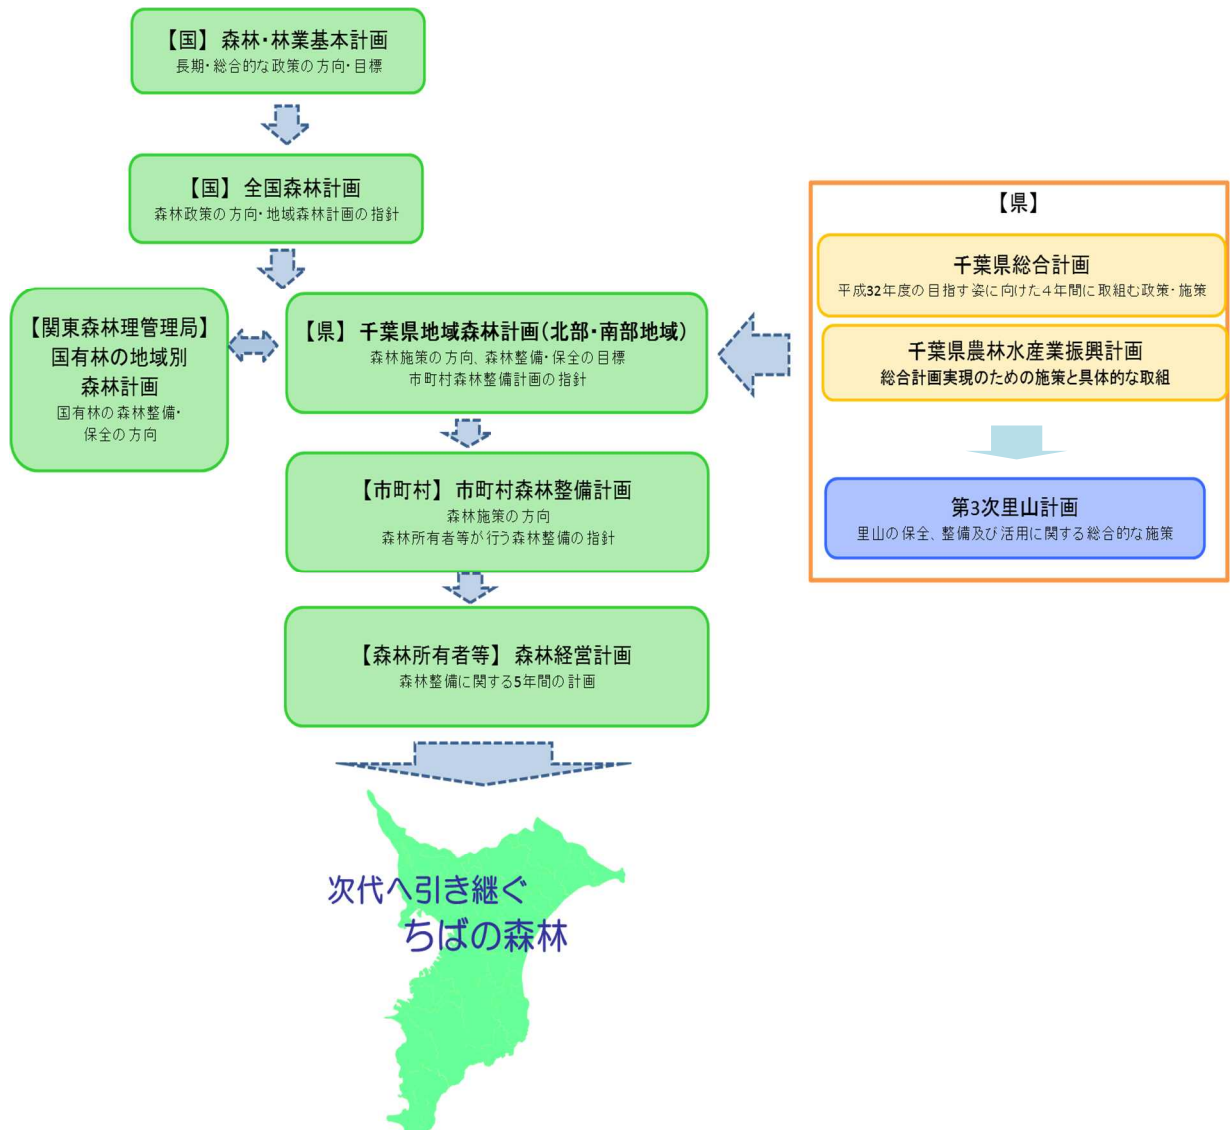 【国】 森林・林業基本計画
長期・総合的な政策の方向・目標
【国】 全国森林計画
森林政策の方向・地域森林計画の指針
【関東森林理管理局】
国有林の地域別
森林計画
国有林の森林整備・
保全の方向
【県】 千葉県地域森林計画(北部・南部地域)
森林施策の方向、森林整備・保全の目標
市町村森林整備計画の指針
【市町村】 市町村森林整備計画
森林施策の方向
森林所有者等が行う森林整備の指針
【森林所有者等】 森林経営計画
森林整備に関する5年間の計画
【県】
千葉県総合計画
平成32年度の目指す姿に向けた4年間に取組む政策・施策
千葉県農林水産業振興計画
総合計画実現のための施策と具体的な取組
第3次里山計画
里山の保全、整備及び活用に関する総合的な施策
次代へ引き継ぐ
ちばの森林